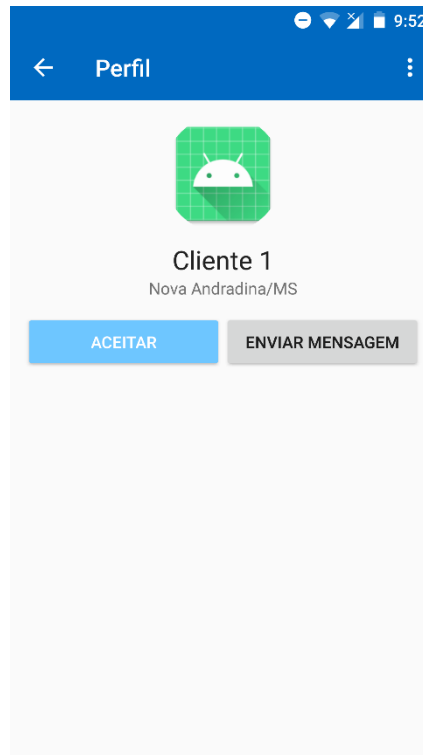 9:52
Perfil
Cliente 1
Nova Andradina/MS
ACEITAR
ENVIAR MENSAGEM